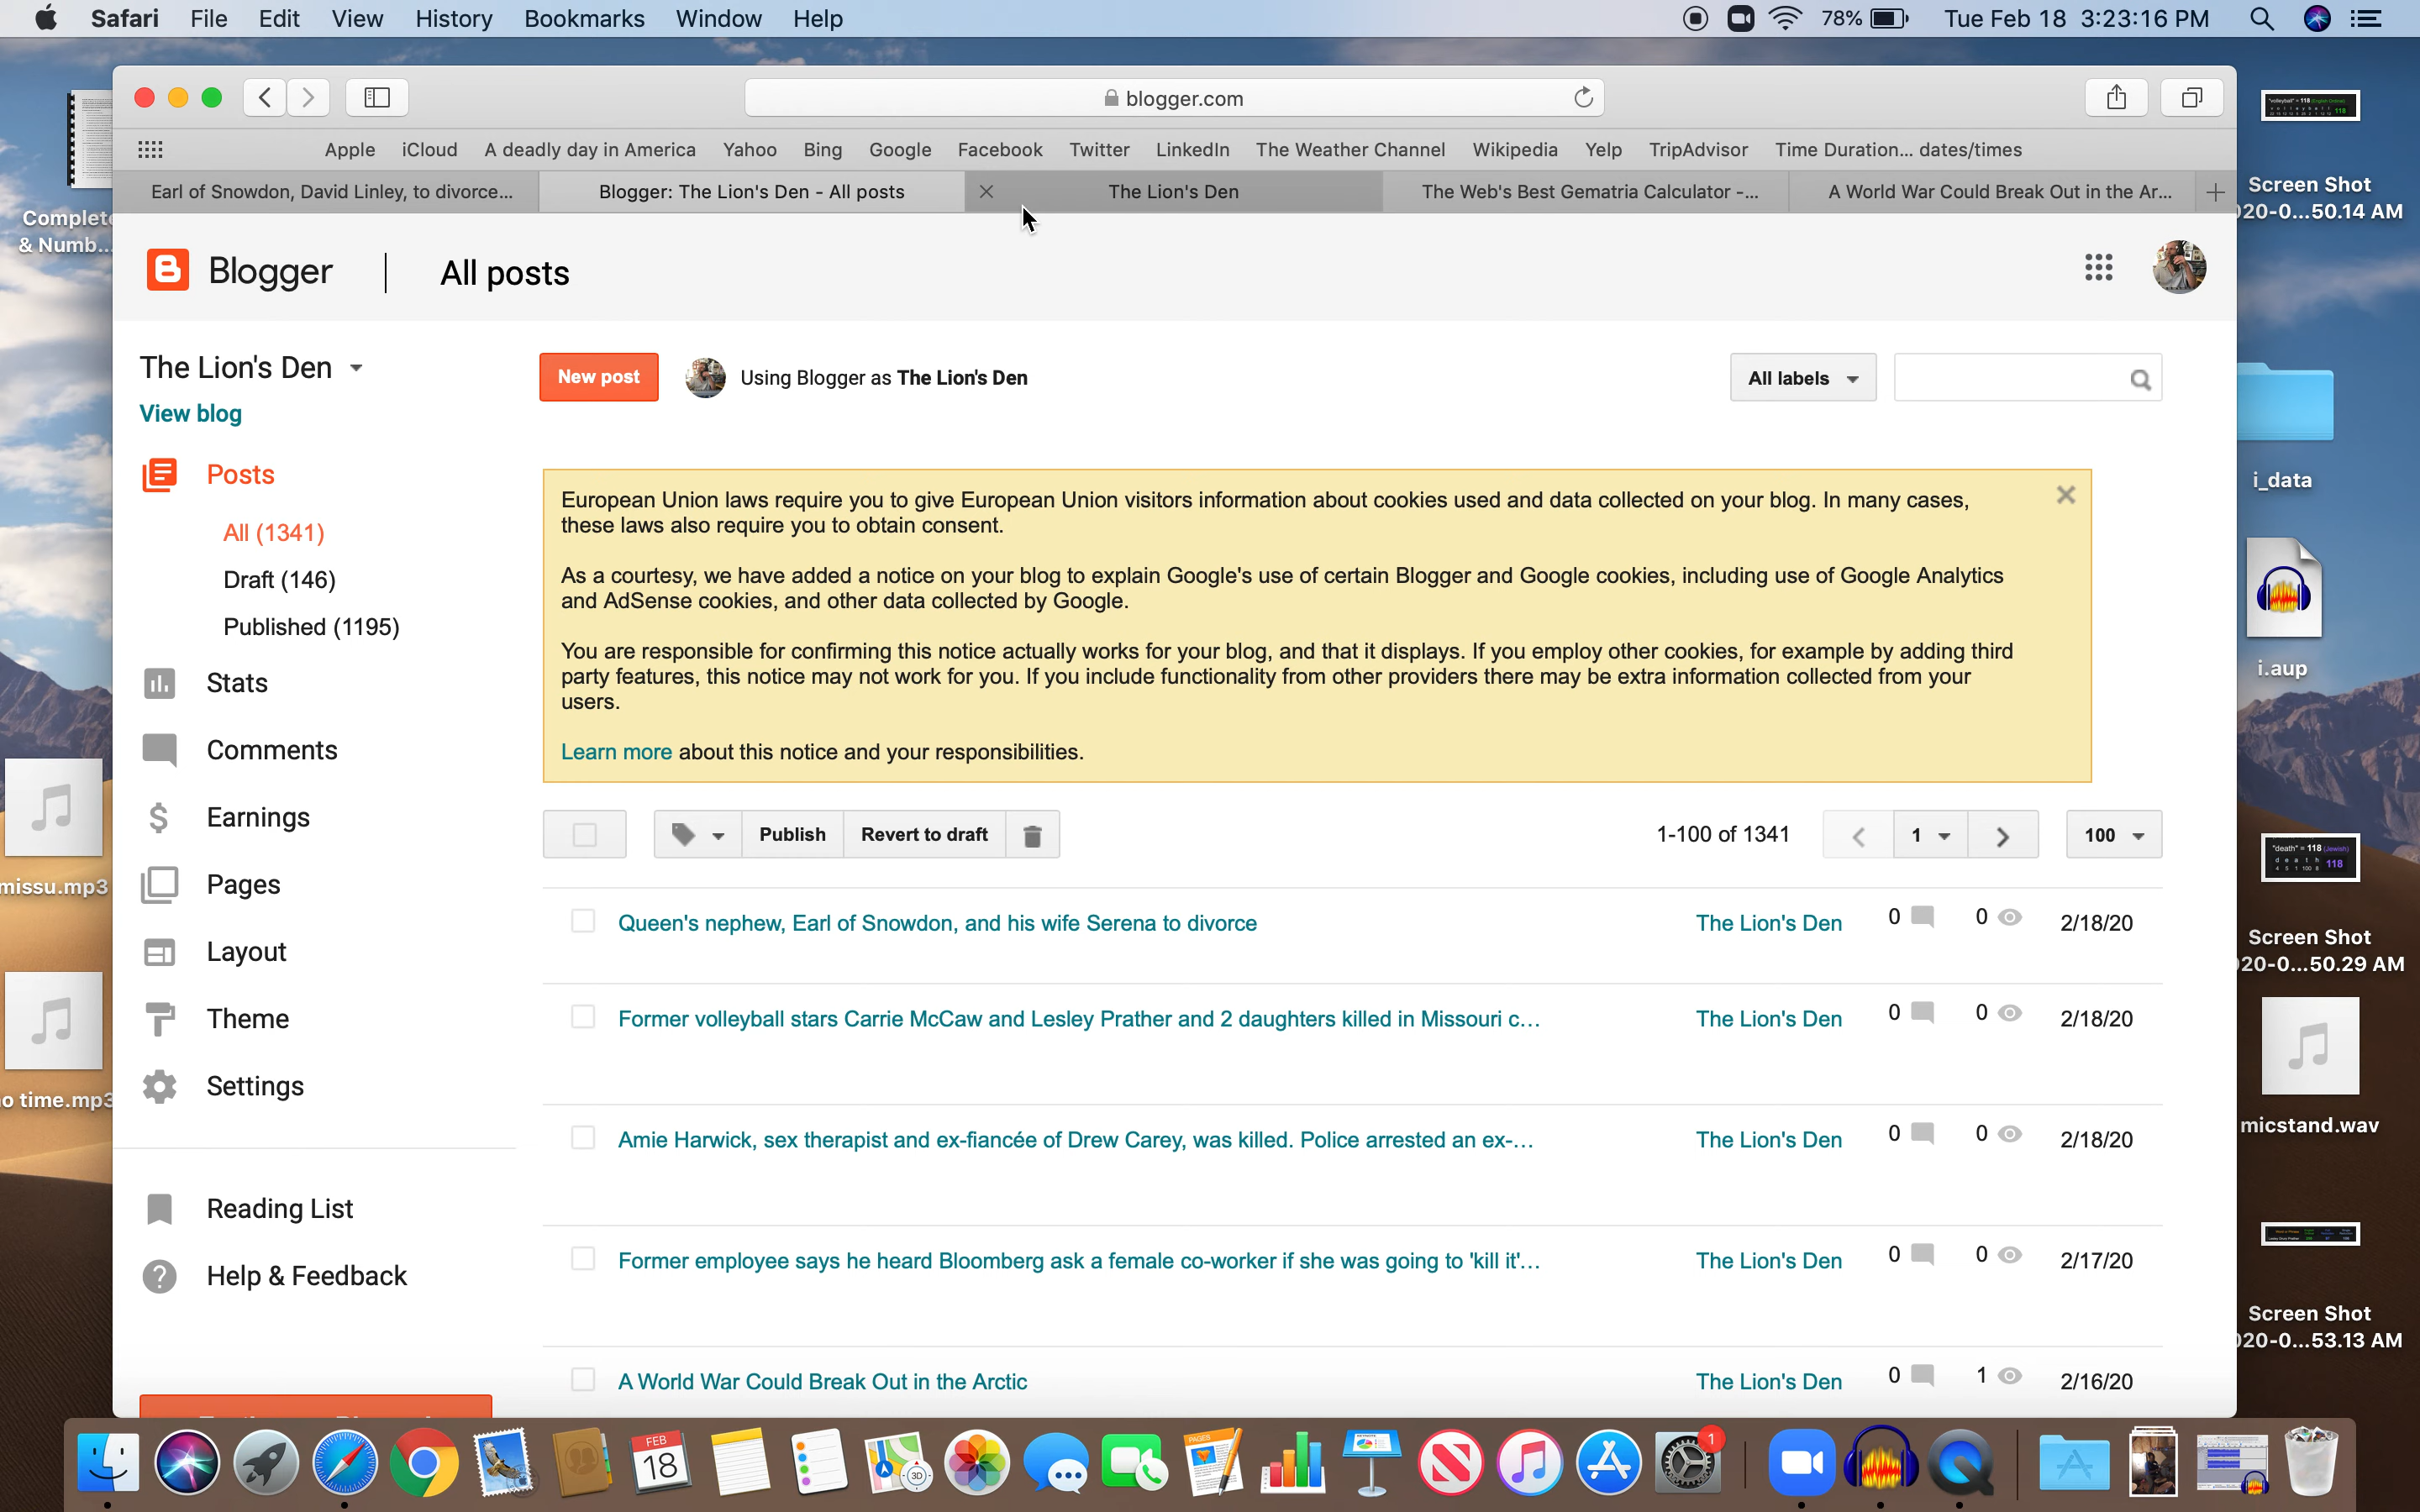 Safari File Edit View History Bookmarks Window Help 78% Tue Feb 18 3:23:16 PM
blogger.com
Apple iCloud A deadly day in America Yahoo Bing Google Facebook Twitter LinkedIn The Weather Channel Wikipedia Yelp TripAdvisor Time Duration... dates/times
Earl of Snowdon, David Linley, to divorce... Blogger: The Lion's Den - All posts The Lion's Den The Web's Best Gematria Calculator -... A World War Could Break Out in the Ar...
Blogger All posts
The Lion's Den
View blog
New post Using Blogger as The Lion's Den All labels
Posts
All (1341)
Draft (146)
Published (1195)
Stats
Comments
Earnings
Pages
Layout
Theme
Settings
Reading List
Help & Feedback
European Union laws require you to give European Union visitors information about cookies used and data collected on your blog. In many cases,
these laws also require you to obtain consent.
As a courtesy, we have added a notice on your blog to explain Google's use of certain Blogger and Google cookies, including use of Google Analytics
and AdSense cookies, and other data collected by Google.
You are responsible for confirming this notice actually works for your blog, and that it displays. If you employ other cookies, for example by adding third
party features, this notice may not work for you. If you include functionality from other providers there may be extra information collected from your
users.
Learn more about this notice and your responsibilities.
Publish Revert to draft 1-100 of 1341 1 100
Queen's nephew, Earl of Snowdon, and his wife Serena to divorce The Lion's Den 0 0 2/18/20
Former volleyball stars Carrie McCaw and Lesley Prather and 2 daughters killed in Missouri c... The Lion's Den 0 0 2/18/20
Amie Harwick, sex therapist and ex-fiancée of Drew Carey, was killed. Police arrested an ex-... The Lion's Den 0 0 2/18/20
Former employee says he heard Bloomberg ask a female co-worker if she was going to 'kill it'... The Lion's Den 0 0 2/17/20
A World War Could Break Out in the Arctic The Lion's Den 0 1 2/16/20
Complete
& Numb...
missu.mp3
o time.mp3
"volleyball" = 118
118
Screen Shot
20-0...50.14 AM
i_data
i.aup
"death" = 118 (Jewish)
d e a t h 118
4 5 1 100 8
Screen Shot
20-0...50.29 AM
micstand.wav
Screen Shot
20-0...53.13 AM
FEB
18
3D
PAGES
1